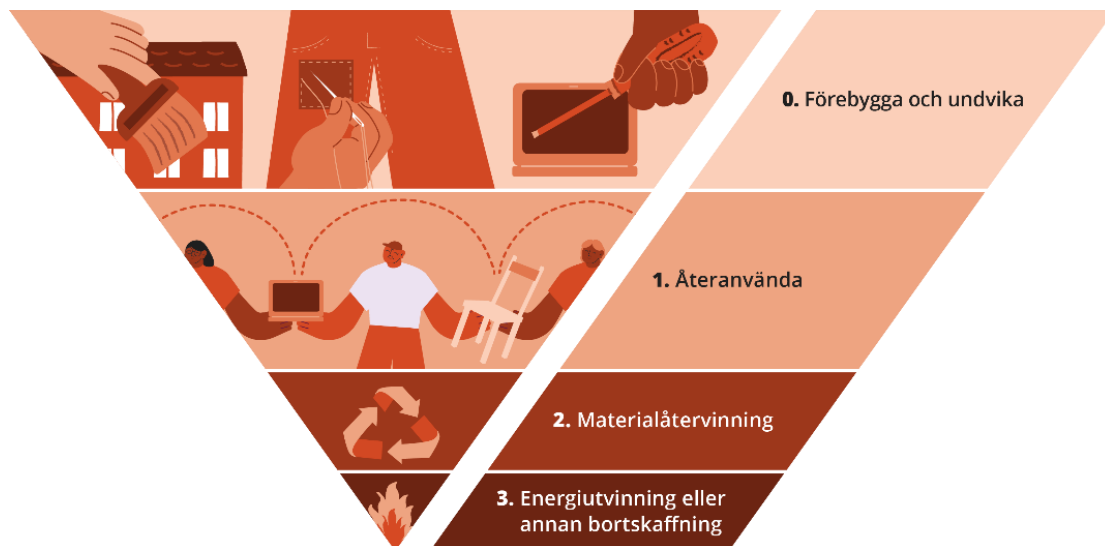 0. Förebygga och undvika
1. Återanvända
2. Materialåtervinning
3. Energiutvinning eller
annan bortskaffning